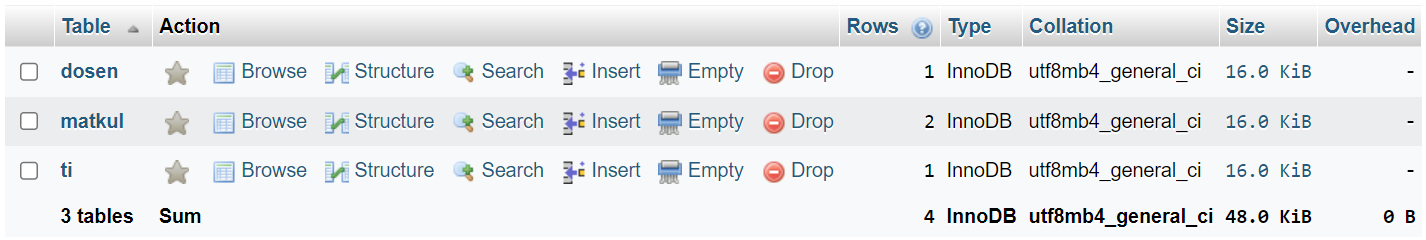 Table Action Rows Type Collation Size Overhead
dosen Browse Structure Search Insert Empty Drop 1 InnoDB utf8mb4_general_ci 16.0 KiB -
matkul Browse Structure Search Insert Empty Drop 2 InnoDB utf8mb4_general_ci 16.0 KiB -
ti Browse Structure Search Insert Empty Drop 1 InnoDB utf8mb4_general_ci 16.0 KiB -
3 tables Sum 4 InnoDB utf8mb4_general_ci 48.0 KiB 0 B